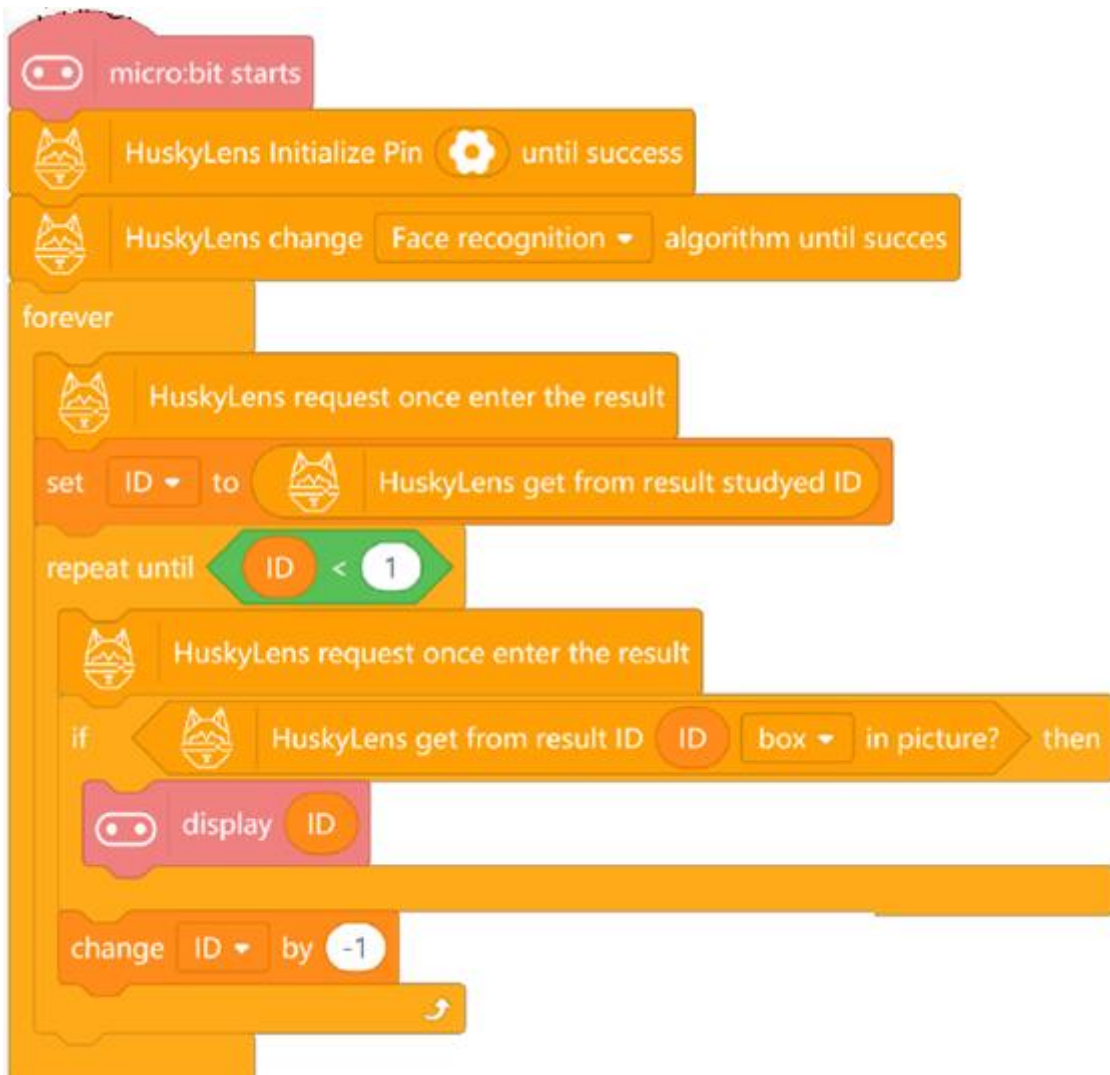 micro:bit starts
HuskyLens Initialize Pin until success
HuskyLens change Face recognition algorithm until succes
forever
HuskyLens request once enter the result
set ID to HuskyLens get from result studyed ID
repeat until ID < 1
HuskyLens request once enter the result
if HuskyLens get from result ID ID box in picture? then
display ID
change ID by -1